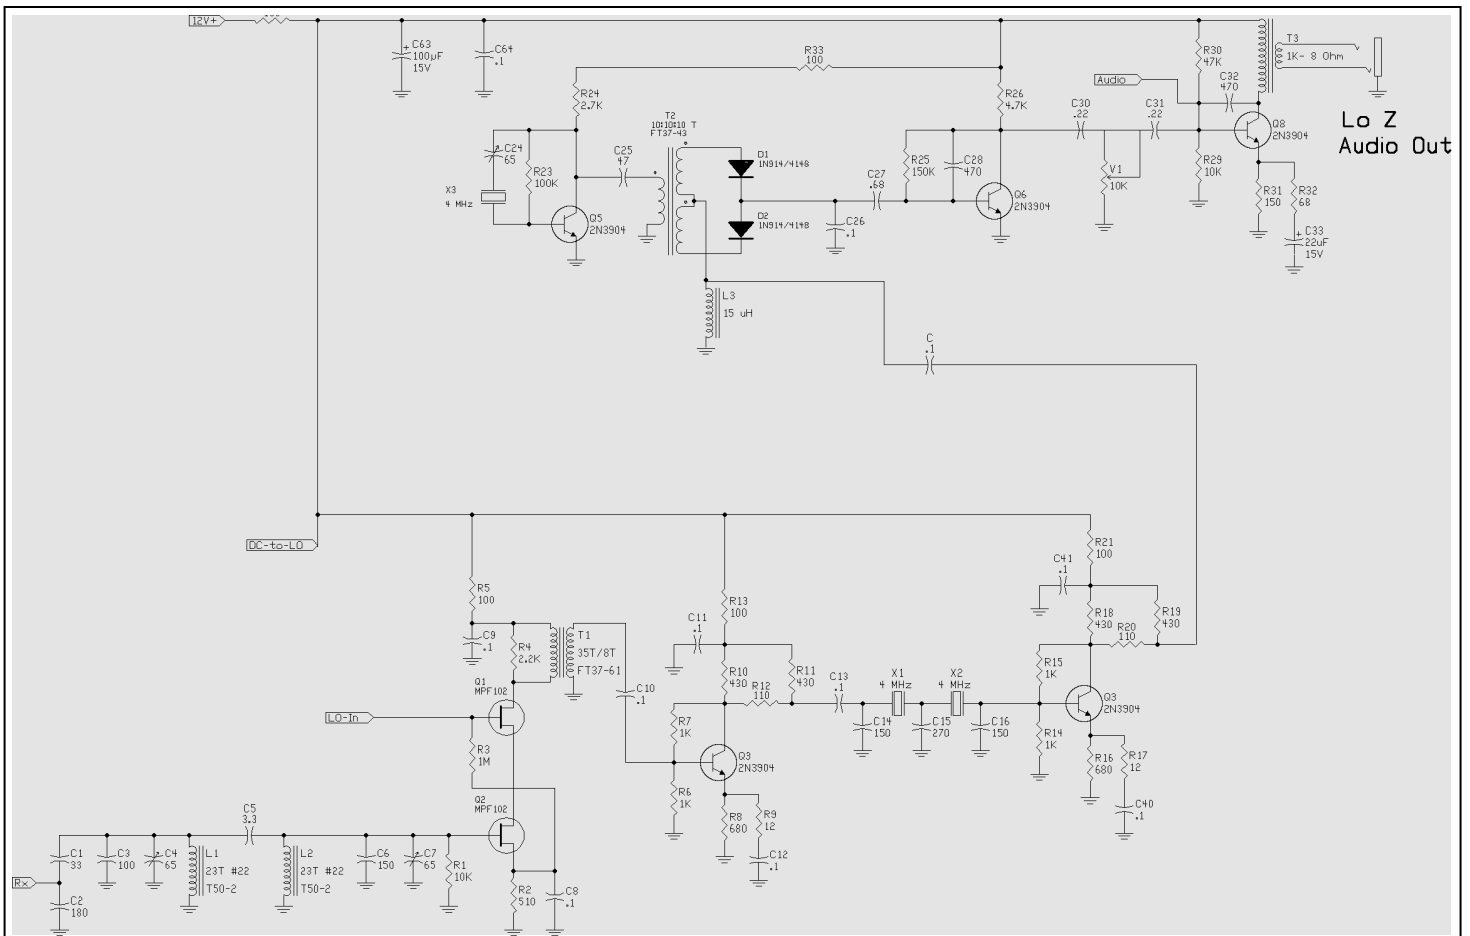 12V+
C63
100µF
15V
C64
.1
R24
2.7K
R33
100
R26
4.7K
R30
47K
T3
1K- 8 Ohm
Audio
C32
470
C30
.22
C31
.22
Q8
2N3904
Lo Z
Audio Out
T2
10:10:10 T
FT37-43
C24
65
R23
100K
X3
4 MHz
C25
47
D1
1N914/4148
D2
1N914/4148
Q5
2N3904
C27
.68
R25
150K
C28
470
C26
.1
Q6
2N3904
V1
10K
R29
10K
R31
150
R32
68
C33
22uF
15V
L3
15 uH
C
.1
DC-to-LO
R5
100
C9
.1
R4
2.2K
T1
35T/8T
FT37-61
Q1
MPF102
LO-In
R3
1M
Q2
MPF102
C10
.1
R13
100
C11
.1
R10
430
R11
430
R12
110
C13
.1
X1
4 MHz
X2
4 MHz
C14
150
C15
270
C16
150
R7
1K
R6
1K
Q3
2N3904
R8
680
R9
12
C12
.1
R21
100
C41
.1
R18
430
R19
430
R20
110
R15
1K
R14
1K
Q3
2N3904
R16
680
R17
12
C40
.1
Rx
C1
33
C2
180
C3
100
C4
65
L1
23T #22
T50-2
C5
3.3
L2
23T #22
T50-2
C6
150
C7
65
R1
10K
R2
510
C8
.1